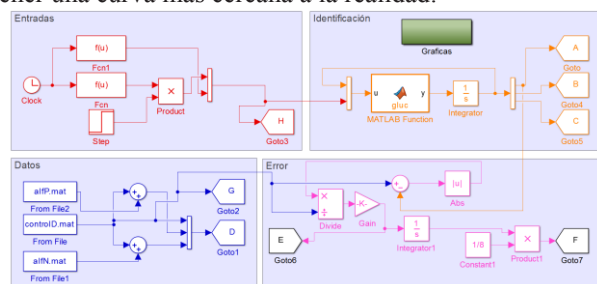 ener una curva más cercana a la realidad.
Entradas
f(u)
Fcn1
Clock
f(u)
Fcn
×
Product
Step
H
Goto3
Identificación
Graficas
u
gluc
y
MATLAB Function
1
s
Integrator
A
Goto
B
Goto4
C
Goto5
Datos
alfP.mat
From File2
controlD.mat
From File
alfN.mat
From File1
+
+
+
+
G
Goto2
D
Goto1
Error
×
÷
Divide
-K-
Gain
+
−
|u|
Abs
E
Goto6
1
s
Integrator1
1/8
Constant1
×
Product1
F
Goto7